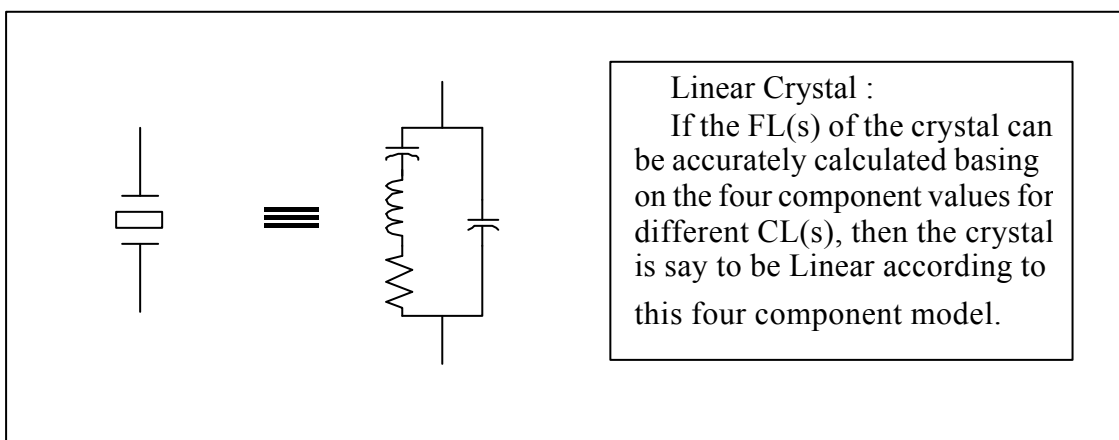 Linear Crystal :
If the FL(s) of the crystal can
be accurately calculated basing
on the four component values for
different CL(s), then the crystal
is say to be Linear according to
this four component model.